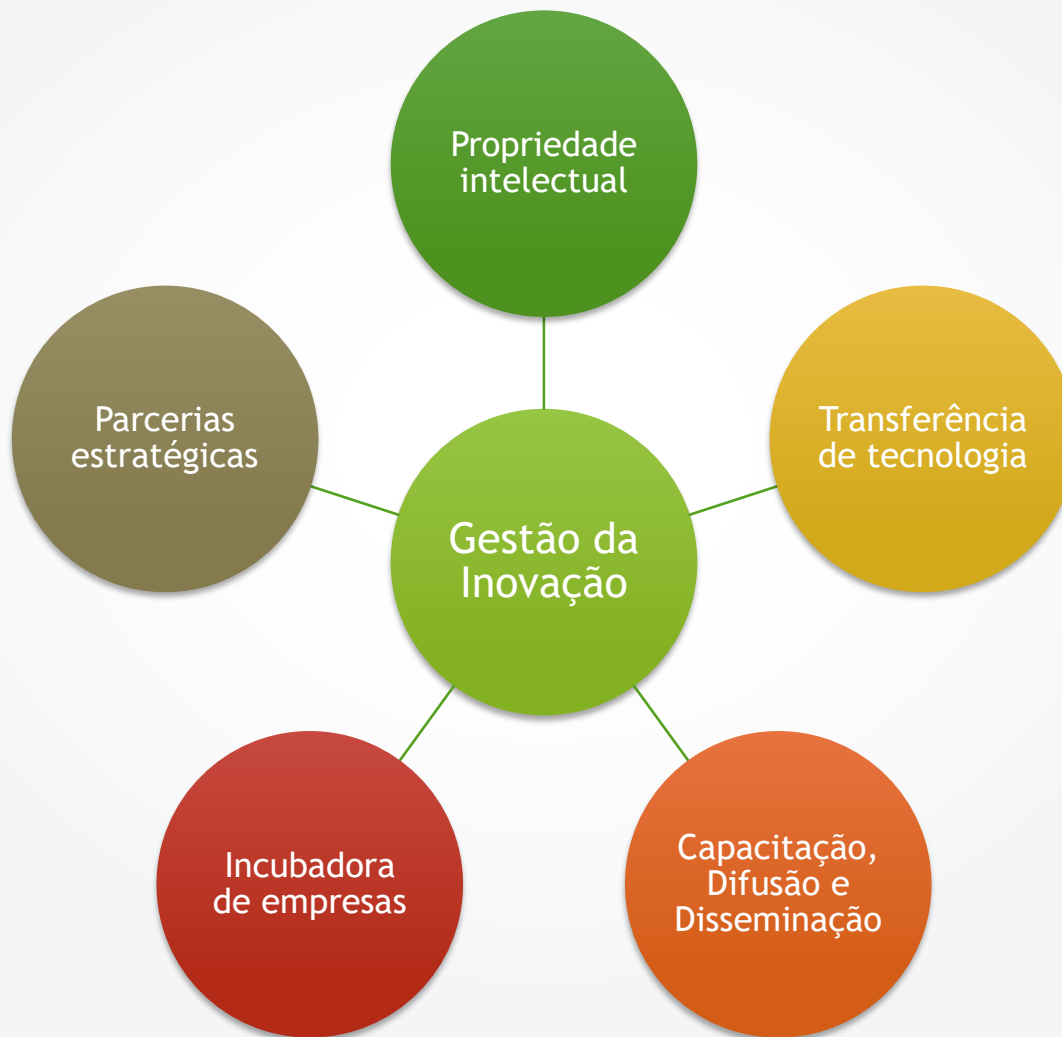 Propriedade
intelectual
Parcerias
estratégicas
Transferência
de tecnologia
Gestão da
Inovação
Incubadora
de empresas
Capacitação,
Difusão e
Disseminação